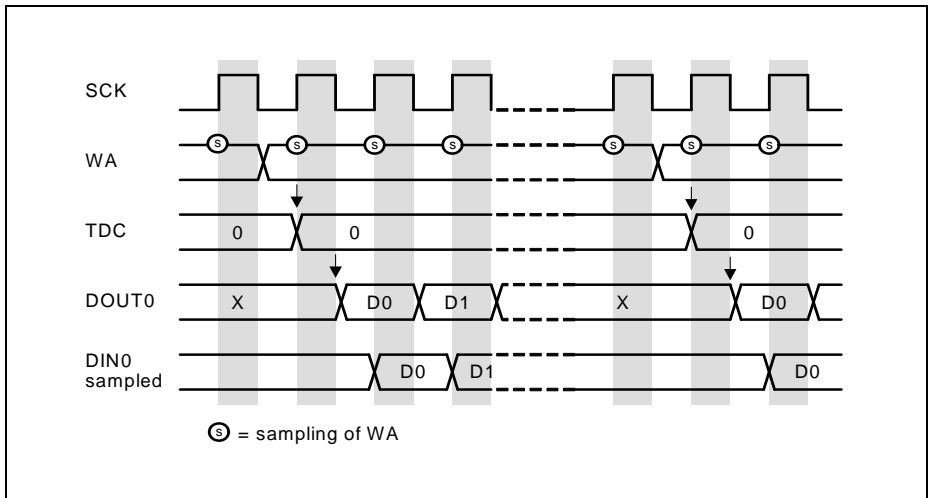 SCK
WA
s s s s s s s
TDC
0 0 0
DOUT0
X D0 D1 X D0
DIN0
sampled
D0 D1 D0
s = sampling of WA